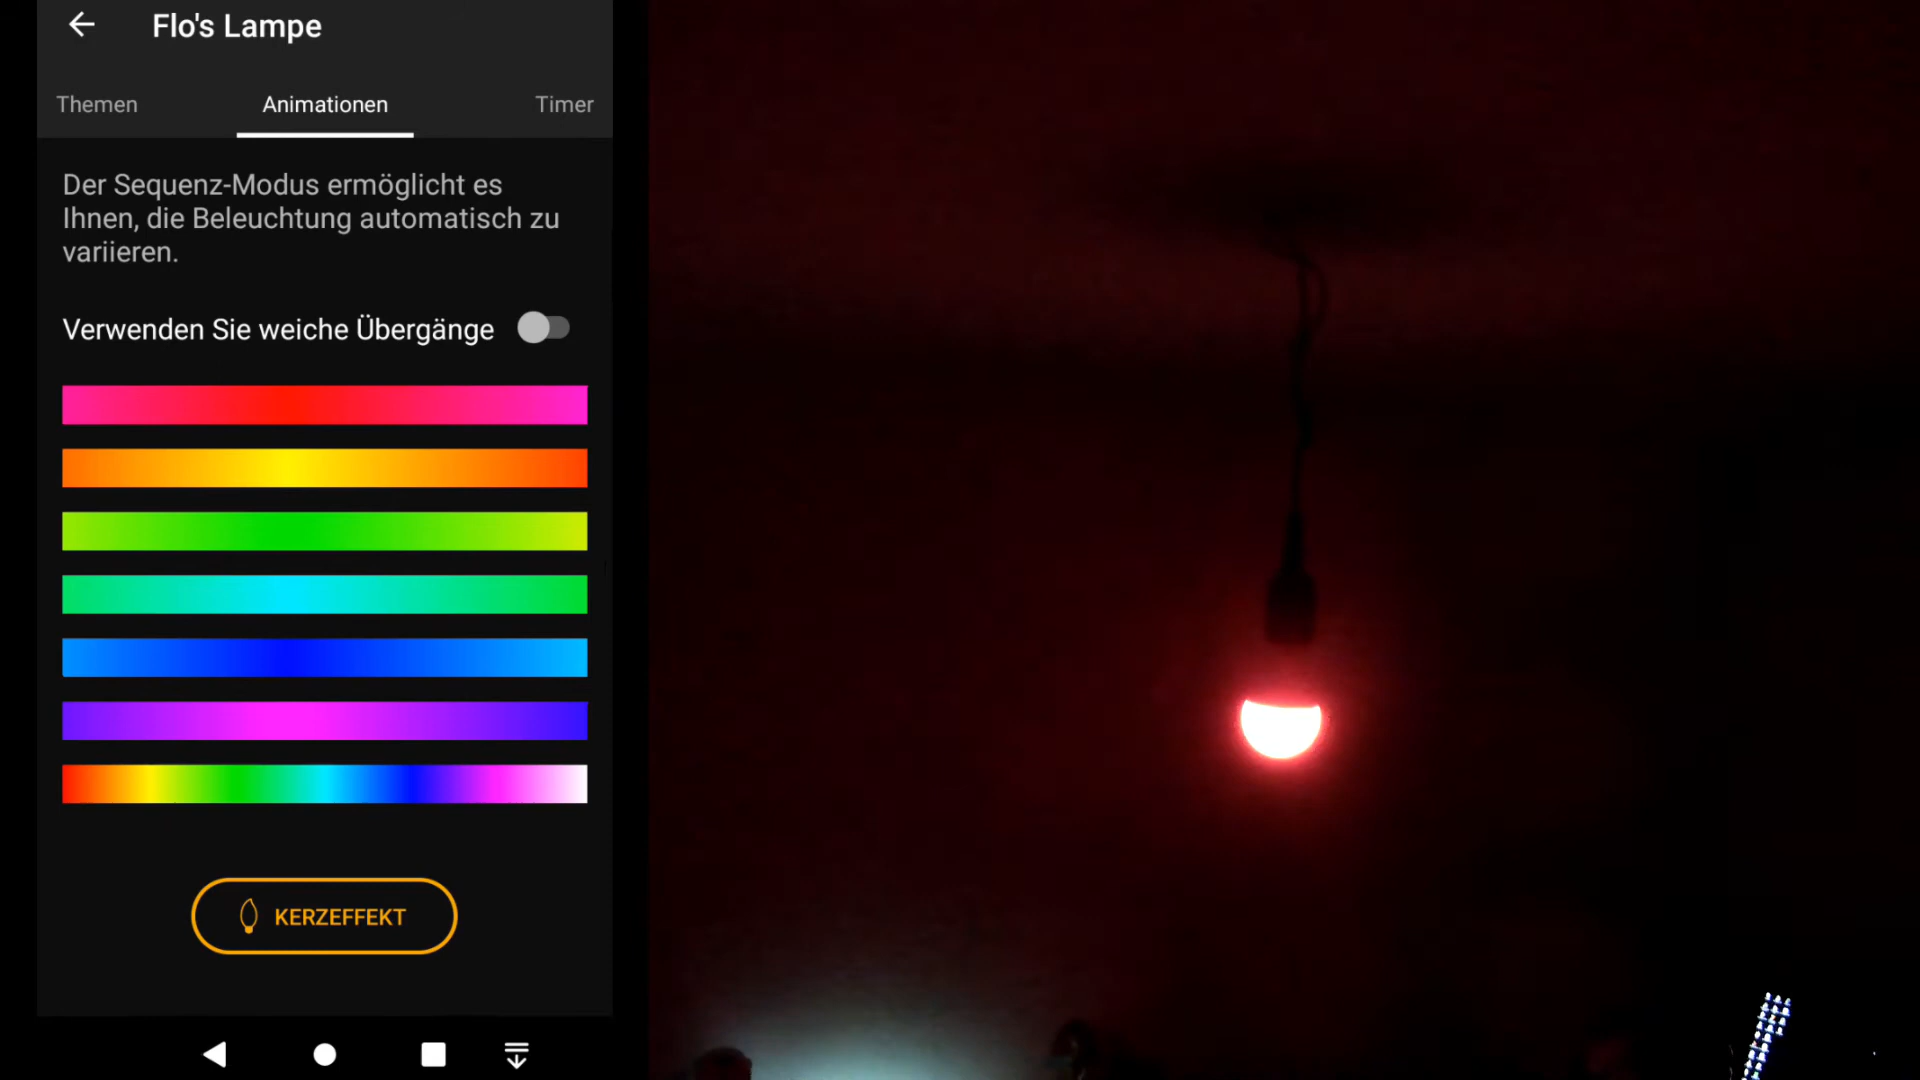 Flo's Lampe
Themen
Animationen
Timer
Der Sequenz-Modus ermöglicht es
Ihnen, die Beleuchtung automatisch zu
variieren.
Verwenden Sie weiche Übergänge
KERZEFFEKT